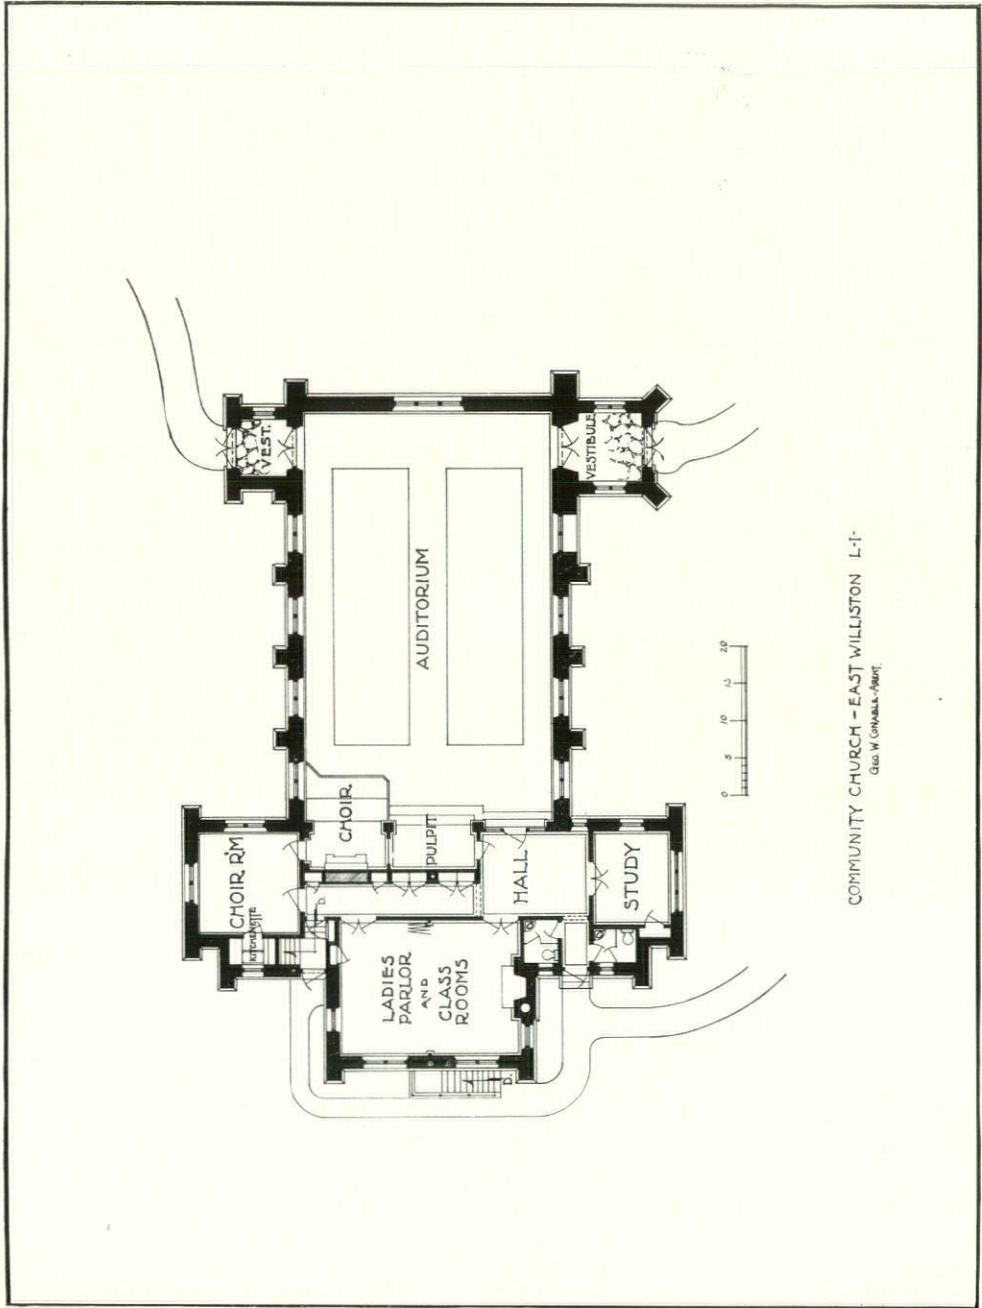 VEST.
VESTIBULE
AUDITORIUM
CHOIR
PULPIT
CHOIR R'M
KITCHENETTE
HALL
STUDY
D.
LADIES
PARLOR
AND
CLASS
ROOMS
D.
0 5 10 15 20
COMMUNITY CHURCH - EAST WILLISTON L-I-
GEO. W. CONABLE - ARCHT.